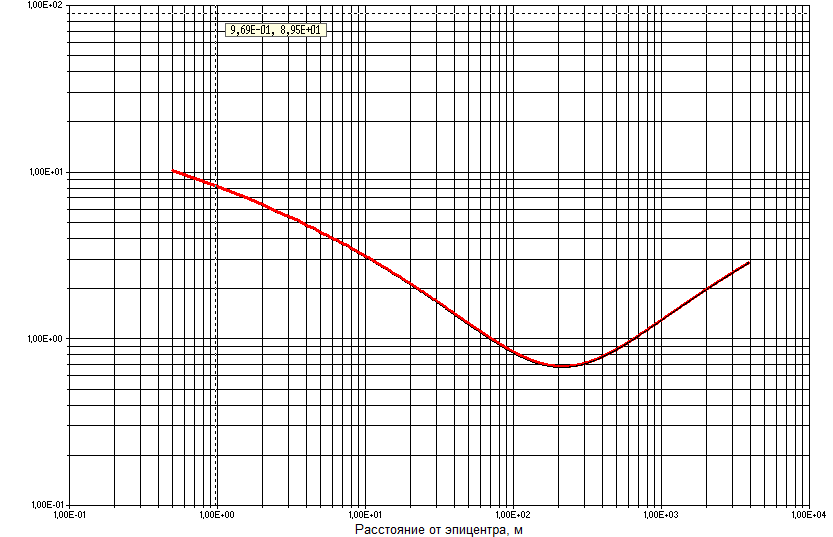 1,00E+02
9,69E-01, 8,95E+01
1,00E+01
1,00E+00
1,00E-01
1,00E-01 1,00E+00 1,00E+01 1,00E+02 1,00E+03 1,00E+04
Расстояние от эпицентра, м